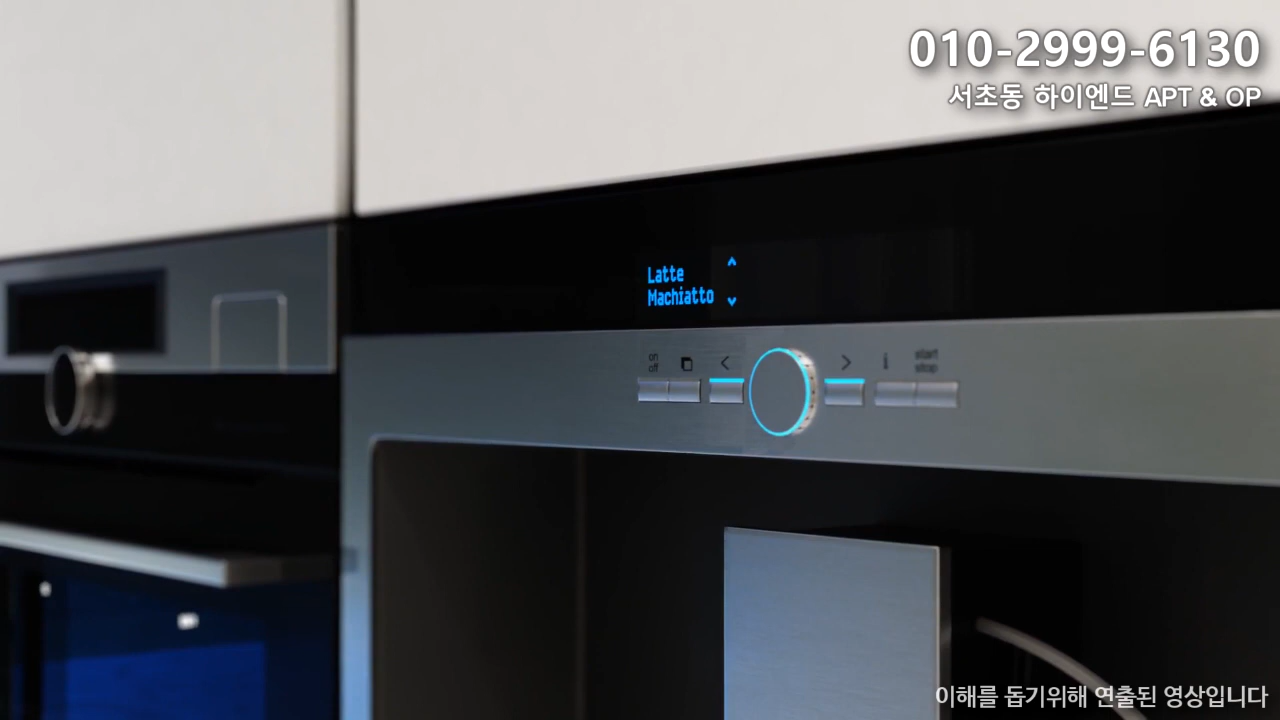 010-2999-6130
서초동 하이엔드 APT & OP
Latte
Machiatto
on
off
i
start
stop
이해를 돕기위해 연출된 영상입니다